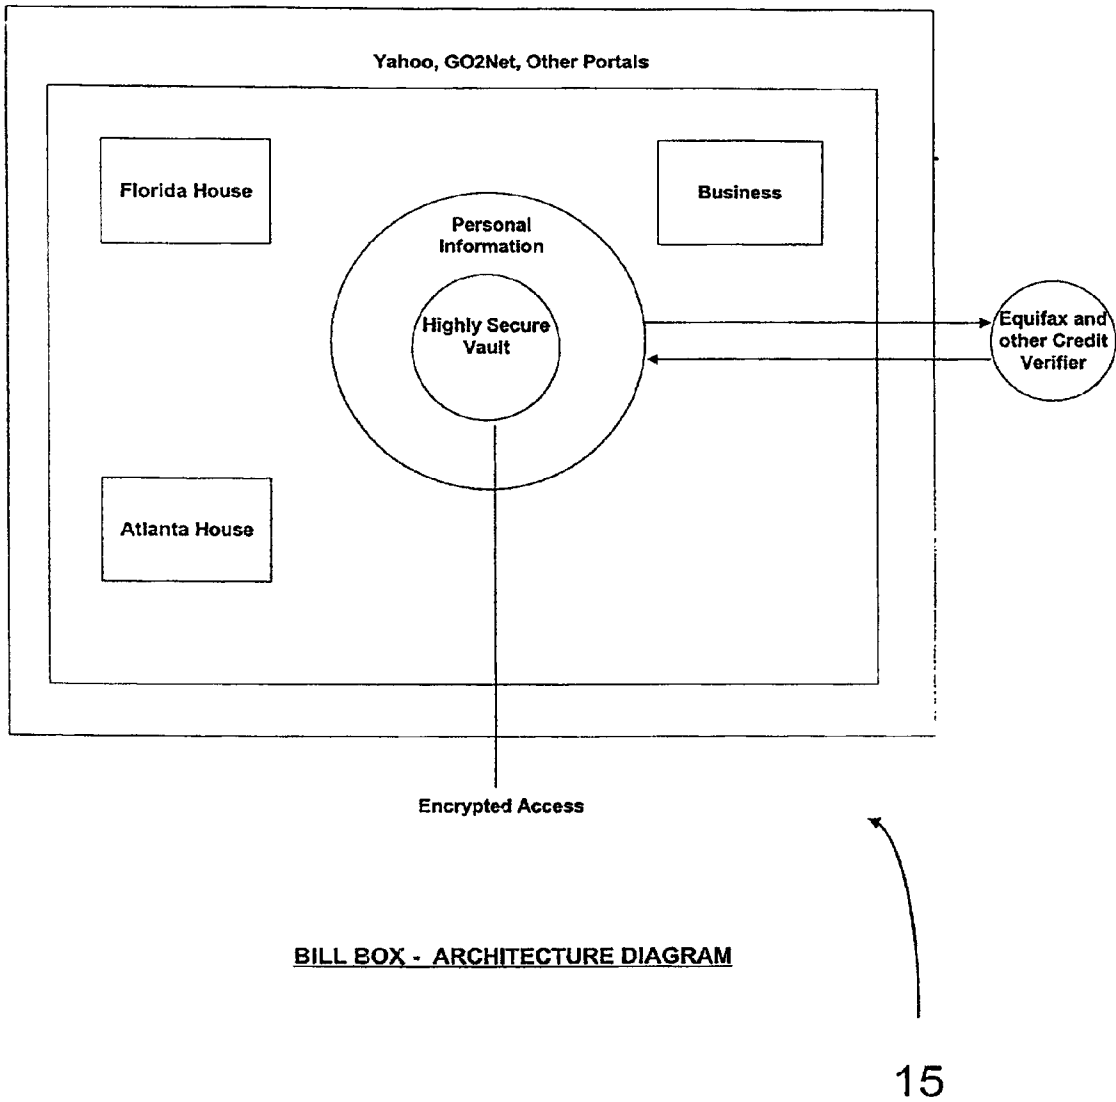 Yahoo, GO2Net, Other Portals
Florida House
Business
Personal
Information
Highly Secure
Vault
Equifax and
other Credit
Verifier
Atlanta House
Encrypted Access
BILL BOX - ARCHITECTURE DIAGRAM
15